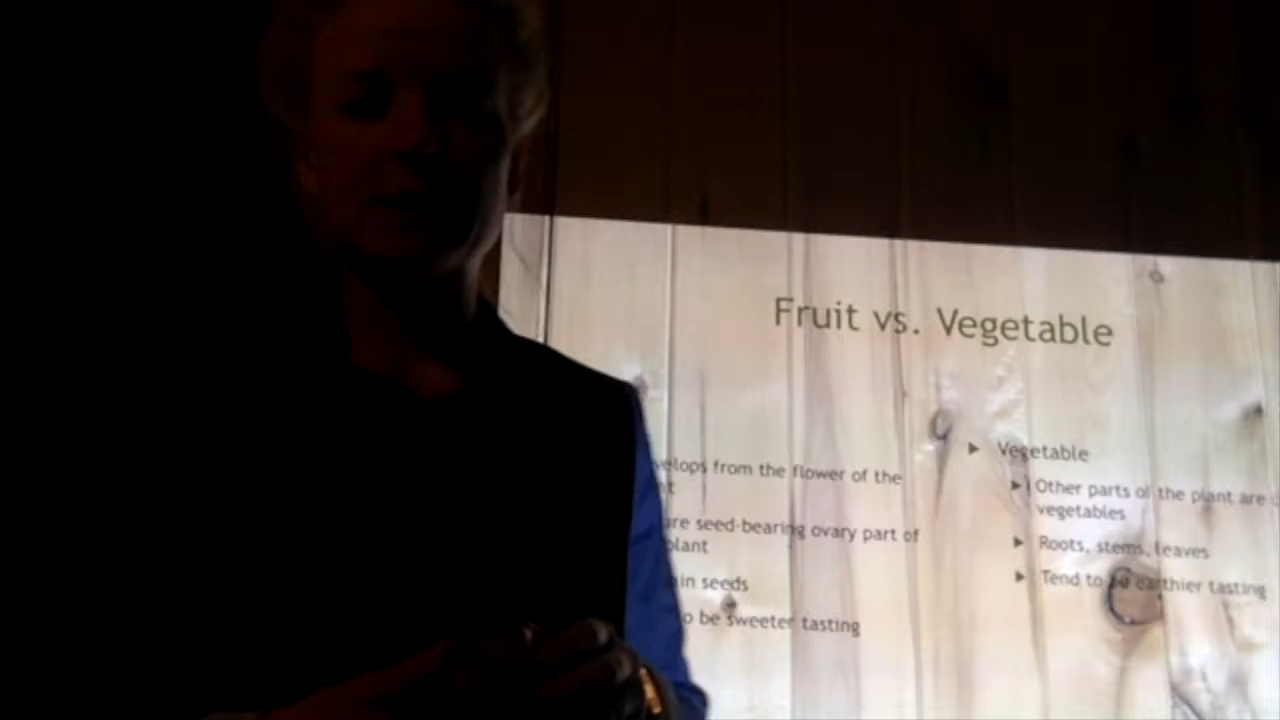 Fruit vs. Vegetable
velops from the flower of the
t
ure seed-bearing ovary part of
plant
in seeds
o be sweeter tasting
Vegetable
Other parts of the plant are
vegetables
Roots, stems, leaves
Tend to be earthier tasting